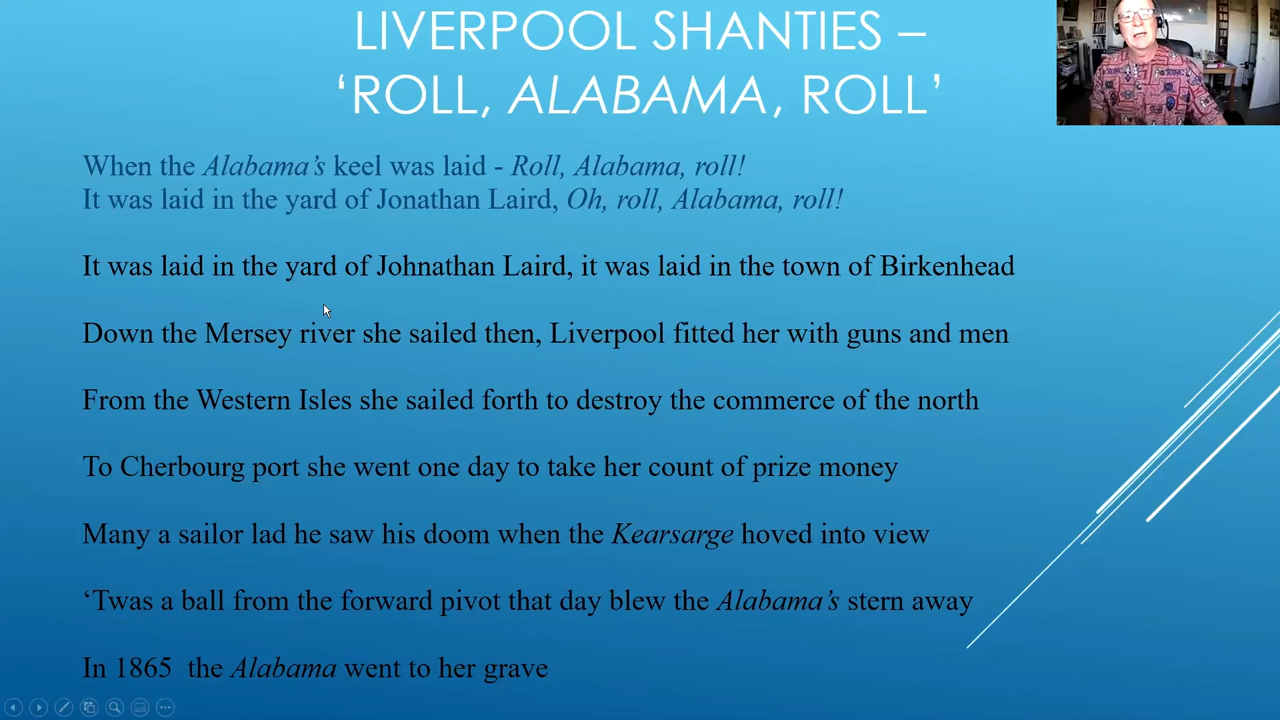 LIVERPOOL SHANTIES –
‘ROLL, ALABAMA, ROLL’
When the Alabama’s keel was laid - Roll, Alabama, roll!
It was laid in the yard of Jonathan Laird, Oh, roll, Alabama, roll!
It was laid in the yard of Johnathan Laird, it was laid in the town of Birkenhead
Down the Mersey river she sailed then, Liverpool fitted her with guns and men
From the Western Isles she sailed forth to destroy the commerce of the north
To Cherbourg port she went one day to take her count of prize money
Many a sailor lad he saw his doom when the Kearsarge hoved into view
‘Twas a ball from the forward pivot that day blew the Alabama’s stern away
In 1865 the Alabama went to her grave